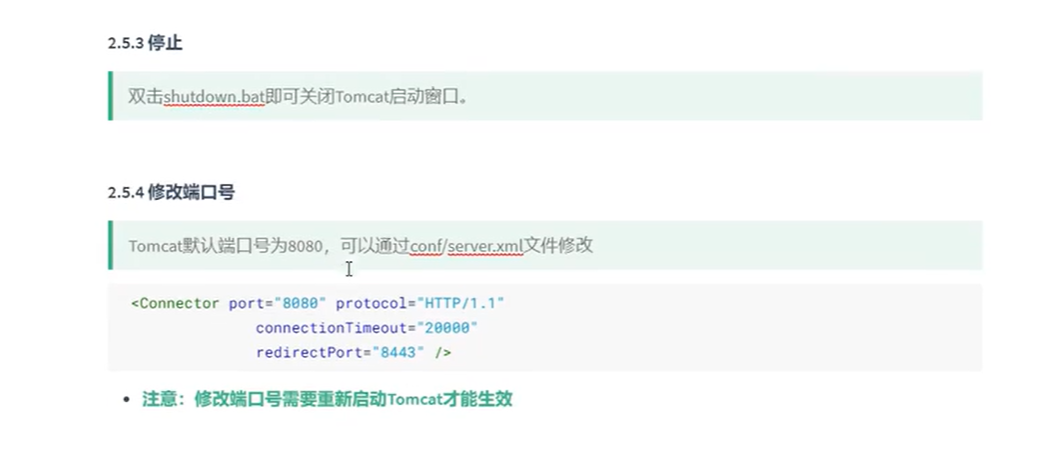 2.5.3 停止
双击shutdown.bat即可关闭Tomcat启动窗口。
2.5.4 修改端口号
Tomcat默认端口号为8080，可以通过conf/server.xml文件修改
<Connector port="8080" protocol="HTTP/1.1"
connectionTimeout="20000"
redirectPort="8443" />
• 注意：修改端口号需要重新启动Tomcat才能生效